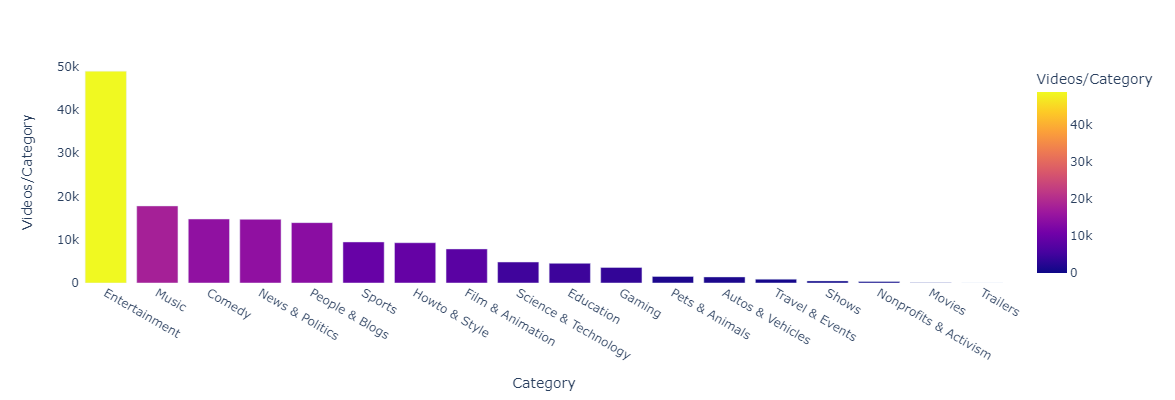 Videos/Category
50k
40k
30k
20k
10k
0
Videos/Category
40k
30k
20k
10k
0
Entertainment
Music
Comedy
News & Politics
People & Blogs
Sports
Howto & Style
Film & Animation
Science & Technology
Education
Gaming
Pets & Animals
Autos & Vehicles
Travel & Events
Shows
Nonprofits & Activism
Movies
Trailers
Category